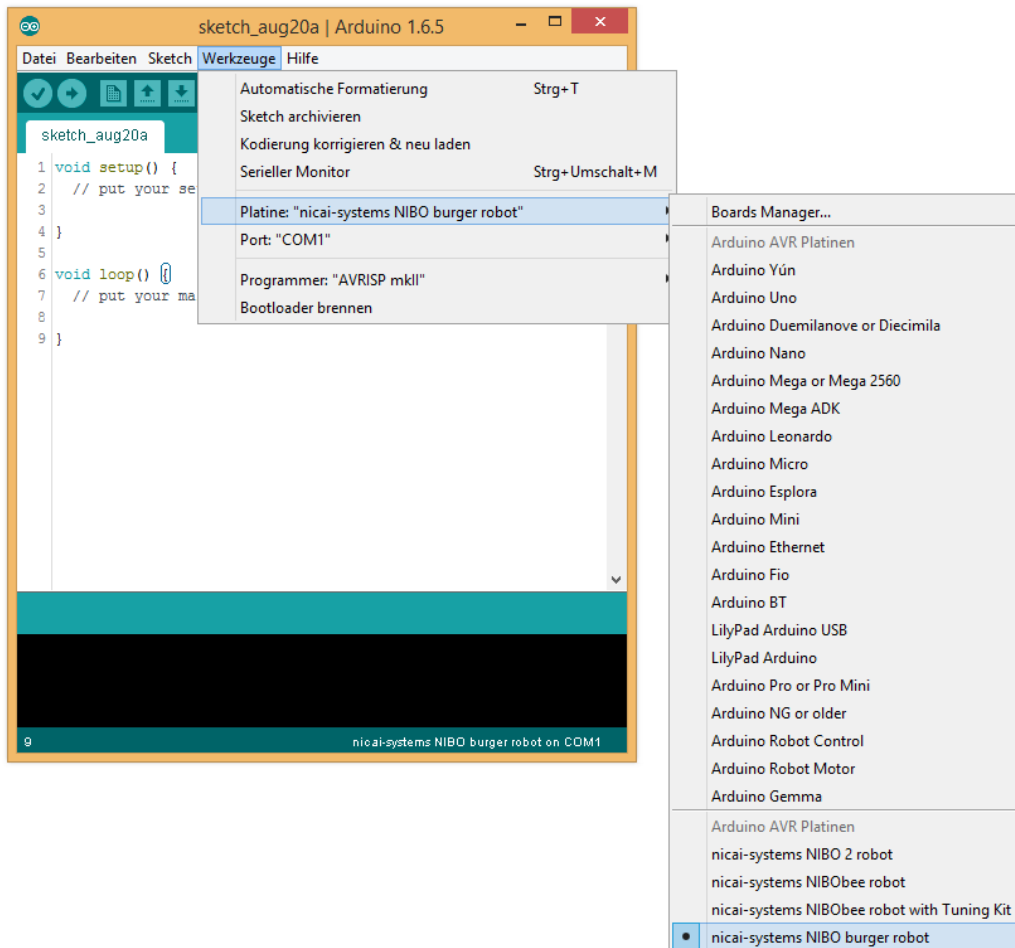 sketch_aug20a | Arduino 1.6.5
Datei Bearbeiten Sketch Werkzeuge Hilfe
Automatische Formatierung Strg+T
Sketch archivieren
Kodierung korrigieren & neu laden
Serieller Monitor Strg+Umschalt+M
Platine: "nicai-systems NIBO burger robot"
Port: "COM1"
Programmer: "AVRISP mkII"
Bootloader brennen
sketch_aug20a
1 void setup() {
2 // put your se
3
4 }
5
6 void loop() {
7 // put your ma
8
9 }
9 nicai-systems NIBO burger robot on COM1
Boards Manager...
Arduino AVR Platinen
Arduino Yún
Arduino Uno
Arduino Duemilanove or Diecimila
Arduino Nano
Arduino Mega or Mega 2560
Arduino Mega ADK
Arduino Leonardo
Arduino Micro
Arduino Esplora
Arduino Mini
Arduino Ethernet
Arduino Fio
Arduino BT
LilyPad Arduino USB
LilyPad Arduino
Arduino Pro or Pro Mini
Arduino NG or older
Arduino Robot Control
Arduino Robot Motor
Arduino Gemma
Arduino AVR Platinen
nicai-systems NIBO 2 robot
nicai-systems NIBObee robot
nicai-systems NIBObee robot with Tuning Kit
nicai-systems NIBO burger robot